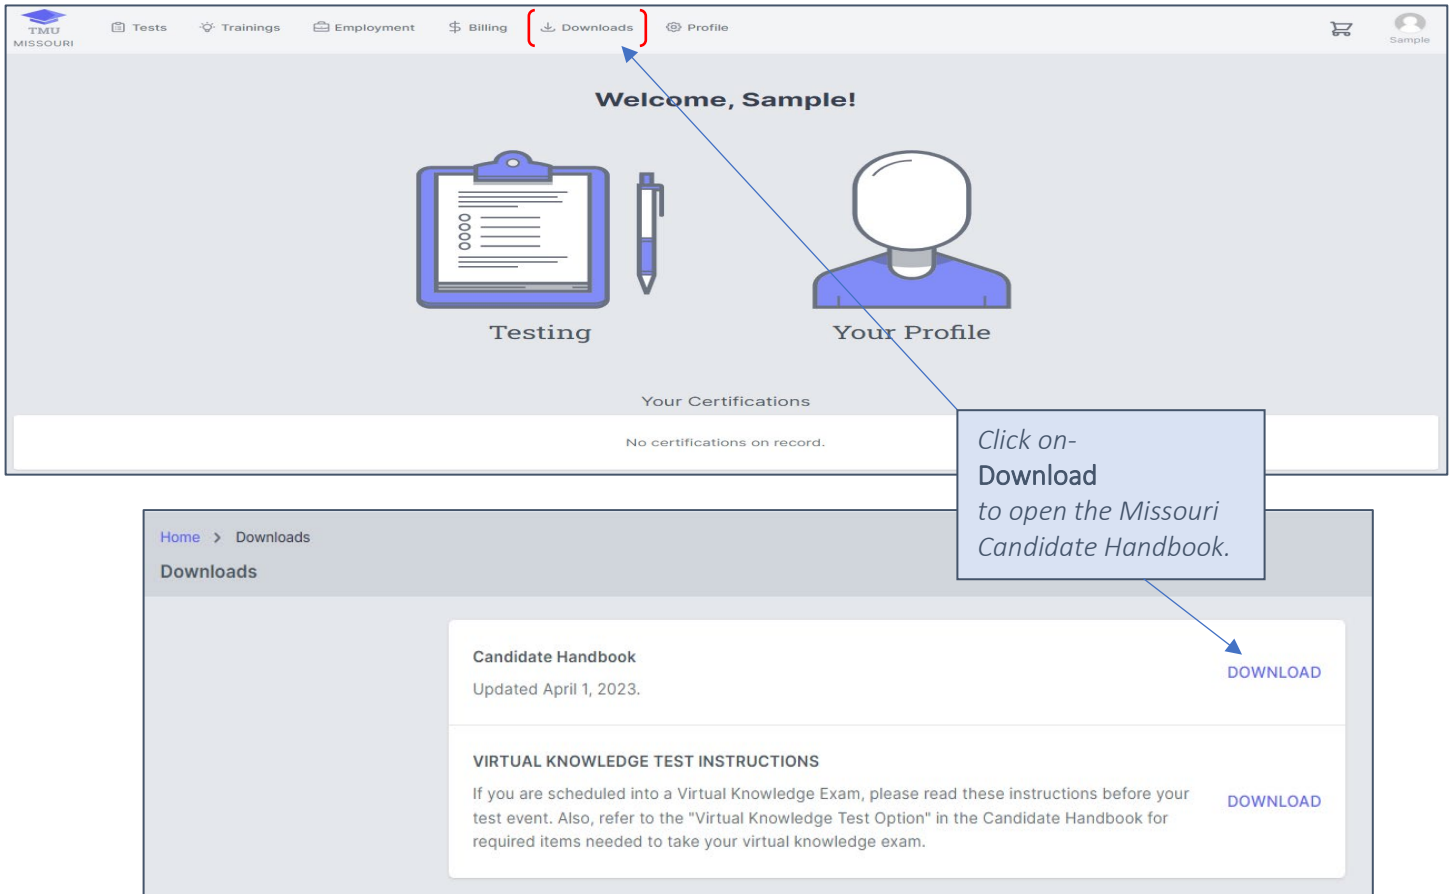 TMU
MISSOURI
Tests
Trainings
Employment
Billing
Downloads
Profile
Sample
Welcome, Sample!
Testing
Your Profile
Your Certifications
No certifications on record.
Click on-
Download
to open the Missouri
Candidate Handbook.
Home > Downloads
Downloads
Candidate Handbook
Updated April 1, 2023.
DOWNLOAD
VIRTUAL KNOWLEDGE TEST INSTRUCTIONS
If you are scheduled into a Virtual Knowledge Exam, please read these instructions before your
test event. Also, refer to the "Virtual Knowledge Test Option" in the Candidate Handbook for
required items needed to take your virtual knowledge exam.
DOWNLOAD